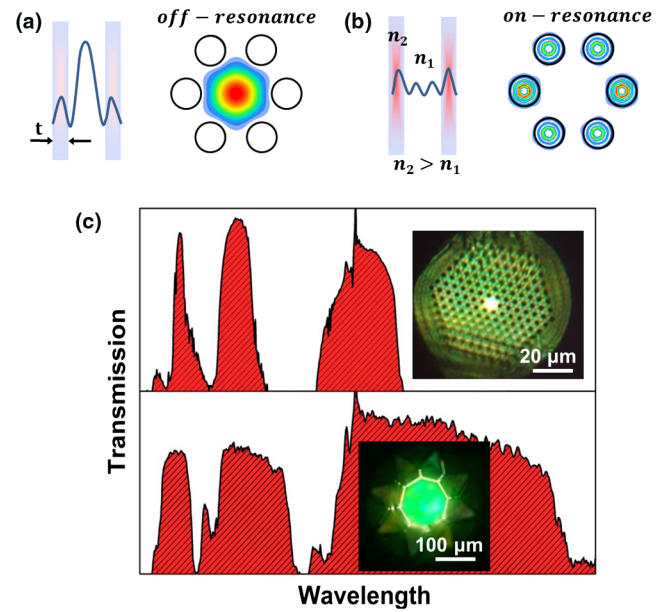 (a)
off - resonance
t
(b)
on - resonance
n2
n1
n2 > n1
(c)
Transmission
20 μm
100 μm
Wavelength